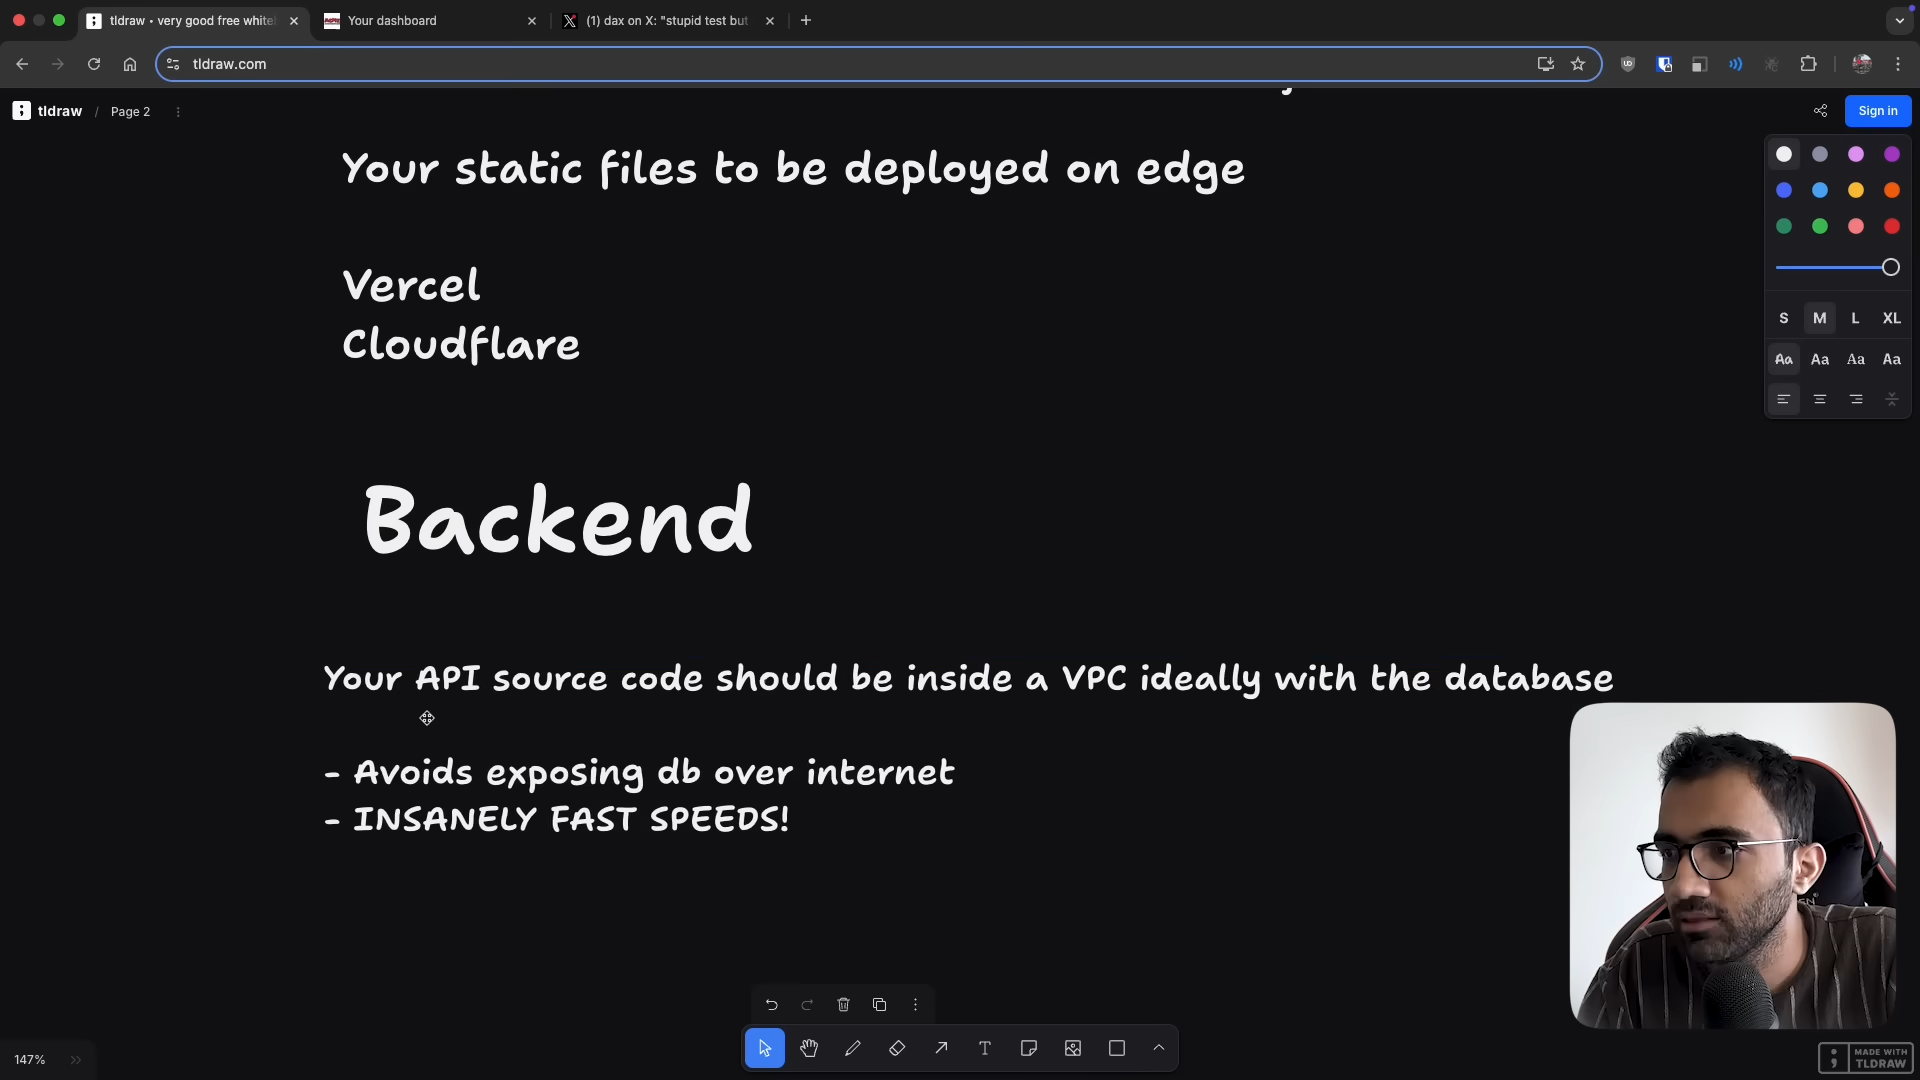 tldraw • very good free white
Your dashboard
(1) dax on X: "stupid test but
tldraw.com
tldraw / Page 2
Sign in
Your static files to be deployed on edge
Vercel
Cloudflare
S M L XL
Aa Aa Aa Aa
Backend
Your API source code should be inside a VPC ideally with the database
- Avoids exposing db over internet
- INSANELY FAST SPEEDS!
147%
MADE WITH
TLDRAW